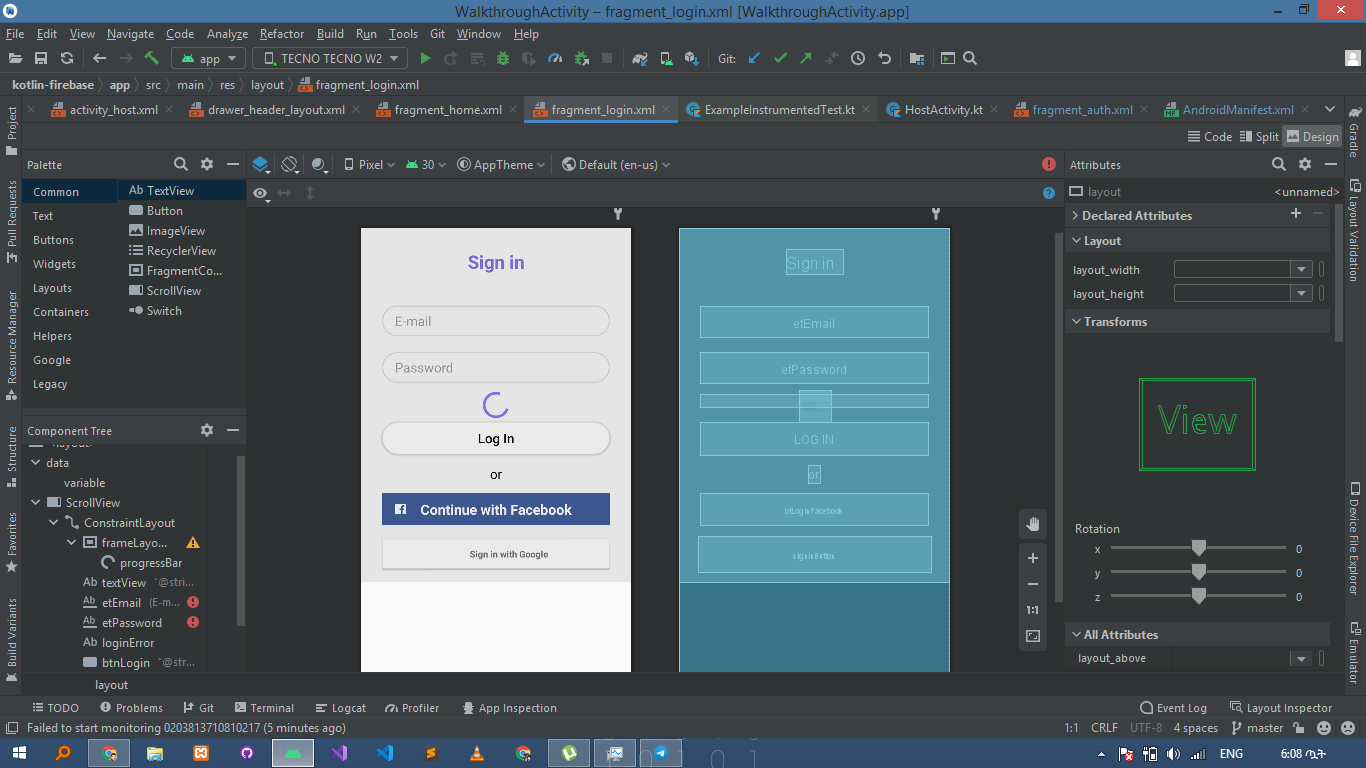 WalkthroughActivity – fragment_login.xml [WalkthroughActivity.app]
File Edit View Navigate Code Analyze Refactor Build Run Tools Git Window Help
app TECNO TECNO W2 Git:
kotlin-firebase app src main res layout fragment_login.xml
activity_host.xml drawer_header_layout.xml fragment_home.xml fragment_login.xml ExampleInstrumentedTest.kt HostActivity.kt fragment_auth.xml AndroidManifest.xml
Code Split Design
Palette
Pixel 30 AppTheme Default (en-us)
Attributes
Common
Text
Buttons
Widgets
Layouts
Containers
Helpers
Google
Legacy
Ab TextView
Button
ImageView
RecyclerView
FragmentCo...
ScrollView
Switch
Component Tree
data
variable
ScrollView
ConstraintLayout
frameLayo...
progressBar
Ab textView "@stri...
Ab etEmail (E-m...
Ab etPassword
Ab loginError
btnLogin "@str...
layout
Sign in
E-mail
Password
Log In
or
Continue with Facebook
Sign in with Google
Sign in
etEmail
etPassword
LOG IN
or
1:1
layout <unnamed>
Declared Attributes
Layout
layout_width
layout_height
Transforms
View
Rotation
x 0
y 0
z 0
All Attributes
layout_above
Project
Pull Requests
Resource Manager
Structure
Favorites
Build Variants
Gradle
Layout Validation
Device File Explorer
Emulator
TODO Problems Git Terminal Logcat Profiler App Inspection Event Log Layout Inspector
Failed to start monitoring 0203813710810217 (5 minutes ago) 1:1 CRLF UTF-8 4 spaces master
ENG 6:08